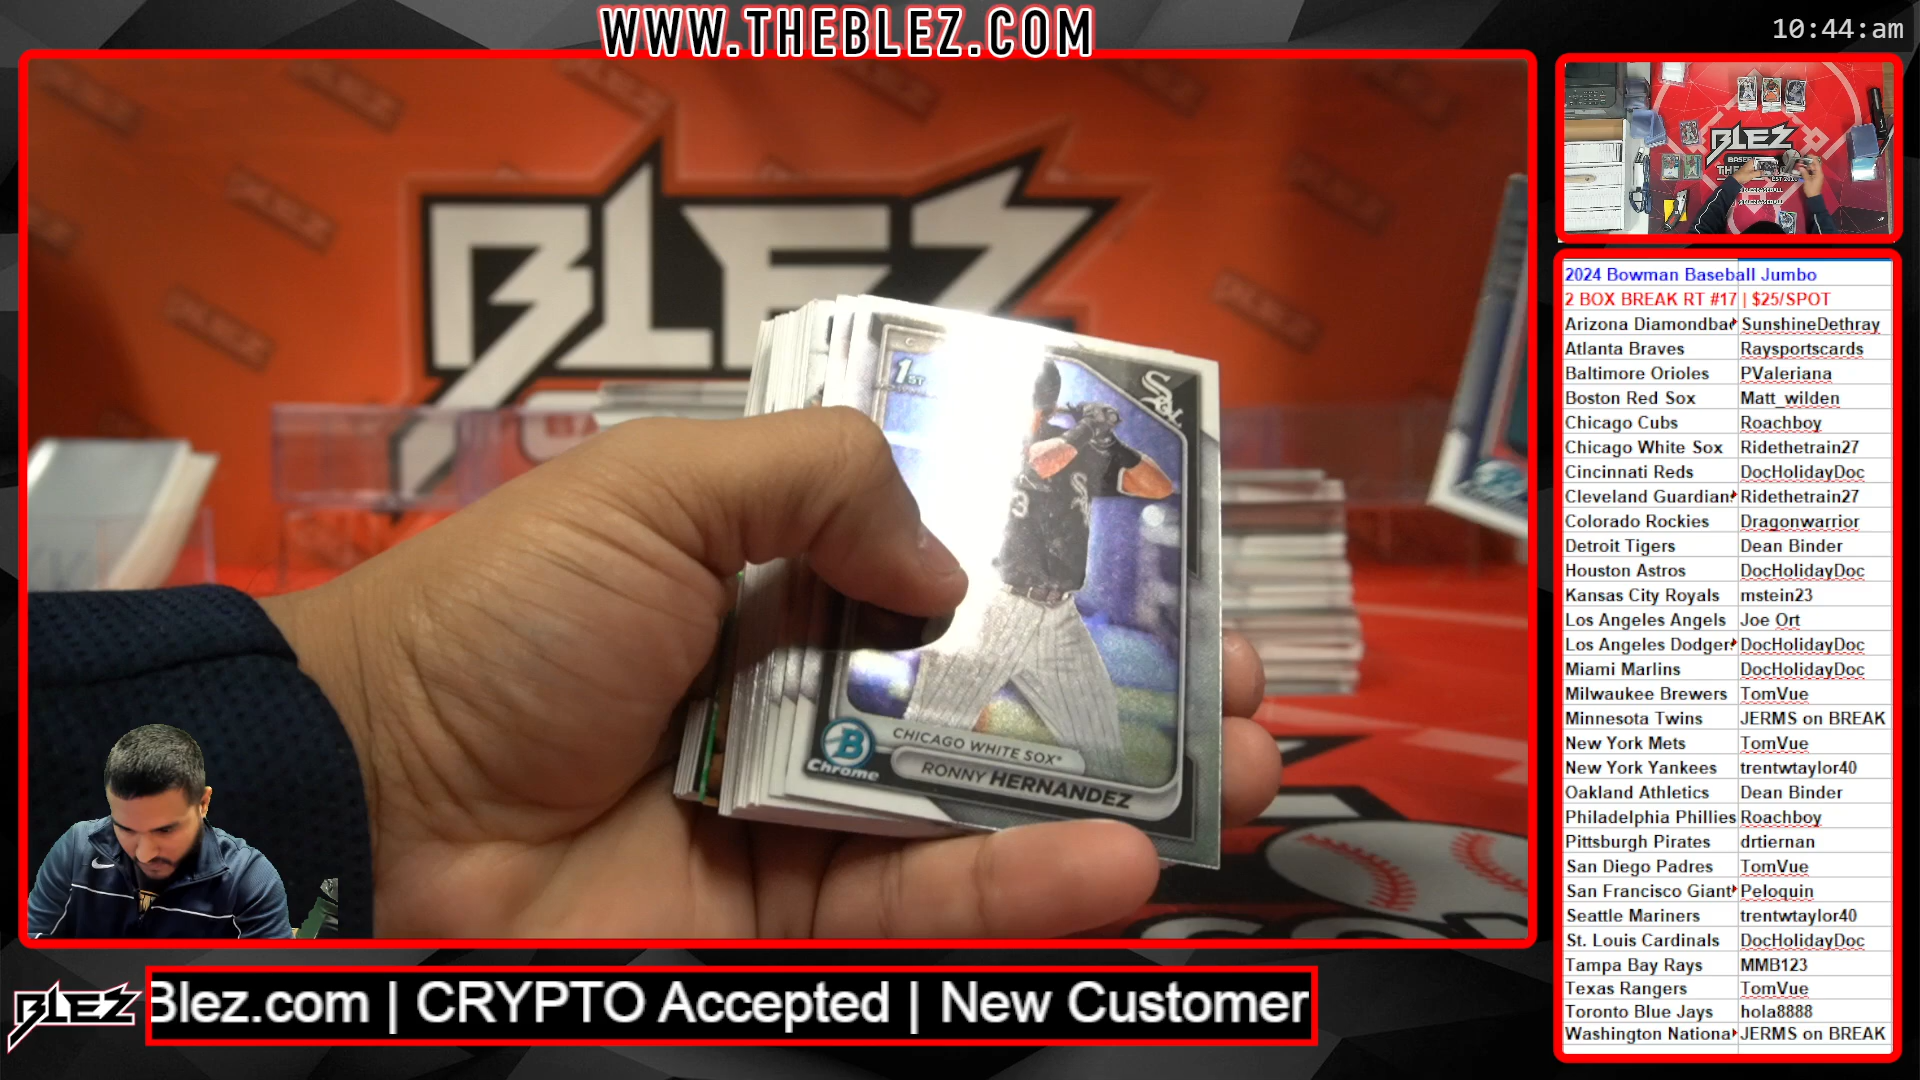 WWW.THEBLEZ.COM
10:44:am
BLEZ
1ST
CHICAGO WHITE SOX
RONNY HERNANDEZ
B
Chrome
BLEZ
2024 Bowman Baseball Jumbo
2 BOX BREAK RT #17 | $25/SPOT
Arizona Diamondba SunshineDethray
Atlanta Braves Raysportscards
Baltimore Orioles PValeriana
Boston Red Sox Matt_wilden
Chicago Cubs Roachboy
Chicago White Sox Ridethetrain27
Cincinnati Reds DocHolidayDoc
Cleveland Guardian Ridethetrain27
Colorado Rockies Dragonwarrior
Detroit Tigers Dean Binder
Houston Astros DocHolidayDoc
Kansas City Royals mstein23
Los Angeles Angels Joe Ort
Los Angeles Dodger DocHolidayDoc
Miami Marlins DocHolidayDoc
Milwaukee Brewers TomVue
Minnesota Twins JERMS on BREAK
New York Mets TomVue
New York Yankees trentwtaylor40
Oakland Athletics Dean Binder
Philadelphia Phillies Roachboy
Pittsburgh Pirates drtiernan
San Diego Padres TomVue
San Francisco Giant Peloquin
Seattle Mariners trentwtaylor40
St. Louis Cardinals DocHolidayDoc
Tampa Bay Rays MMB123
Texas Rangers TomVue
Toronto Blue Jays hola8888
Washington Nationa JERMS on BREAK
BLEZ
Blez.com | CRYPTO Accepted | New Customer